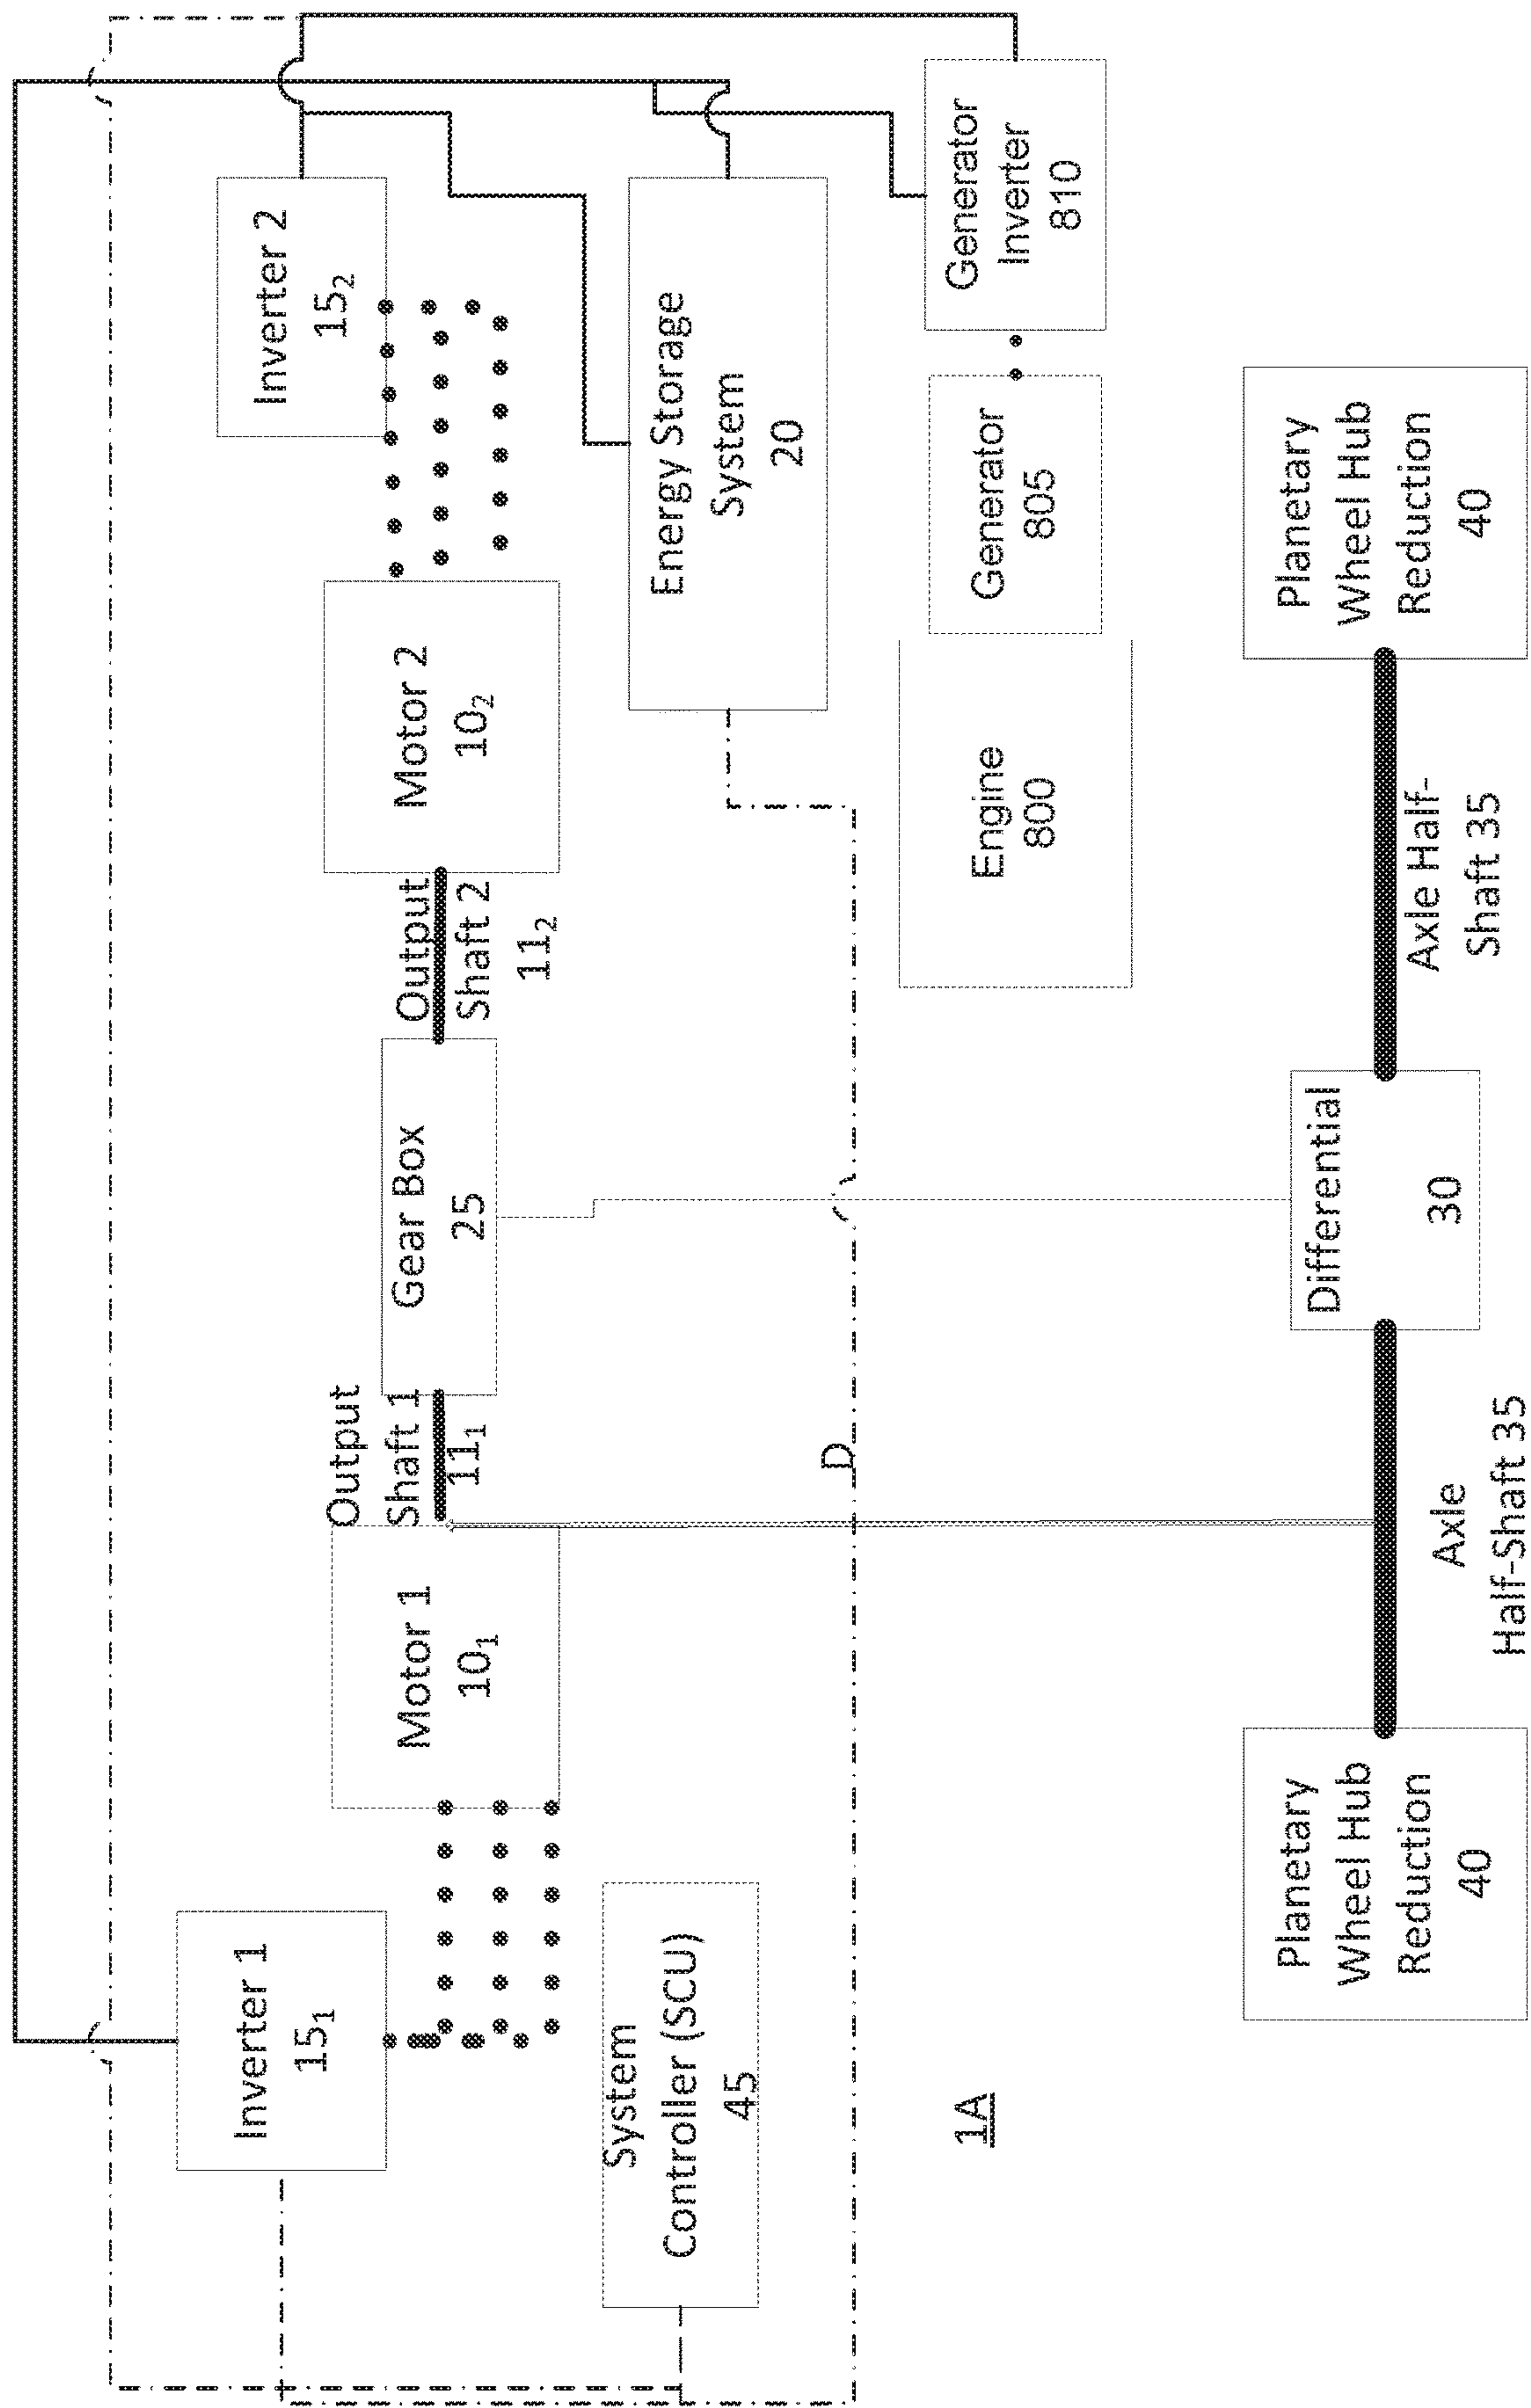 Inverter 1
15₁
Output
Shaft 1
11₁
Motor 1
10₁
Gear Box
25
Output
Shaft 2
11₂
Motor 2
10₂
Inverter 2
15₂
System
Controller (SCU)
45
D
Energy Storage
System
20
Engine
800
Generator
805
Generator
Inverter
810
1A
Planetary
Wheel Hub
Reduction
40
Axle
Half-Shaft 35
Differential
30
Axle Half-
Shaft 35
Planetary
Wheel Hub
Reduction
40